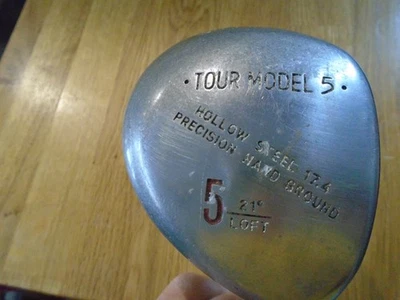 · TOUR MODEL 5 ·
HOLLOW STEEL 17.4
PRECISION HAND GROUND
5 21°
LOFT